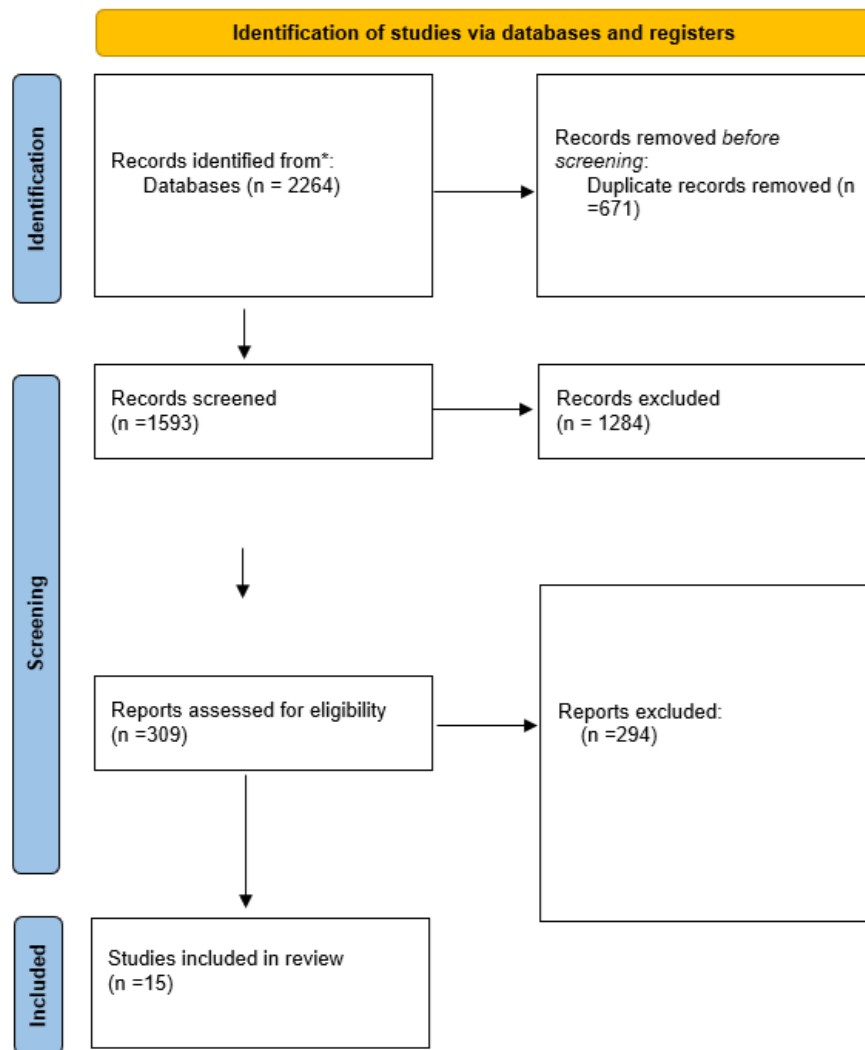 Identification of studies via databases and registers
Identification
Records identified from*:
Databases (n = 2264)
Records removed before
screening:
Duplicate records removed (n
=671)
Screening
Records screened
(n =1593)
Records excluded
(n = 1284)
Reports assessed for eligibility
(n =309)
Reports excluded:
(n =294)
Included
Studies included in review
(n =15)